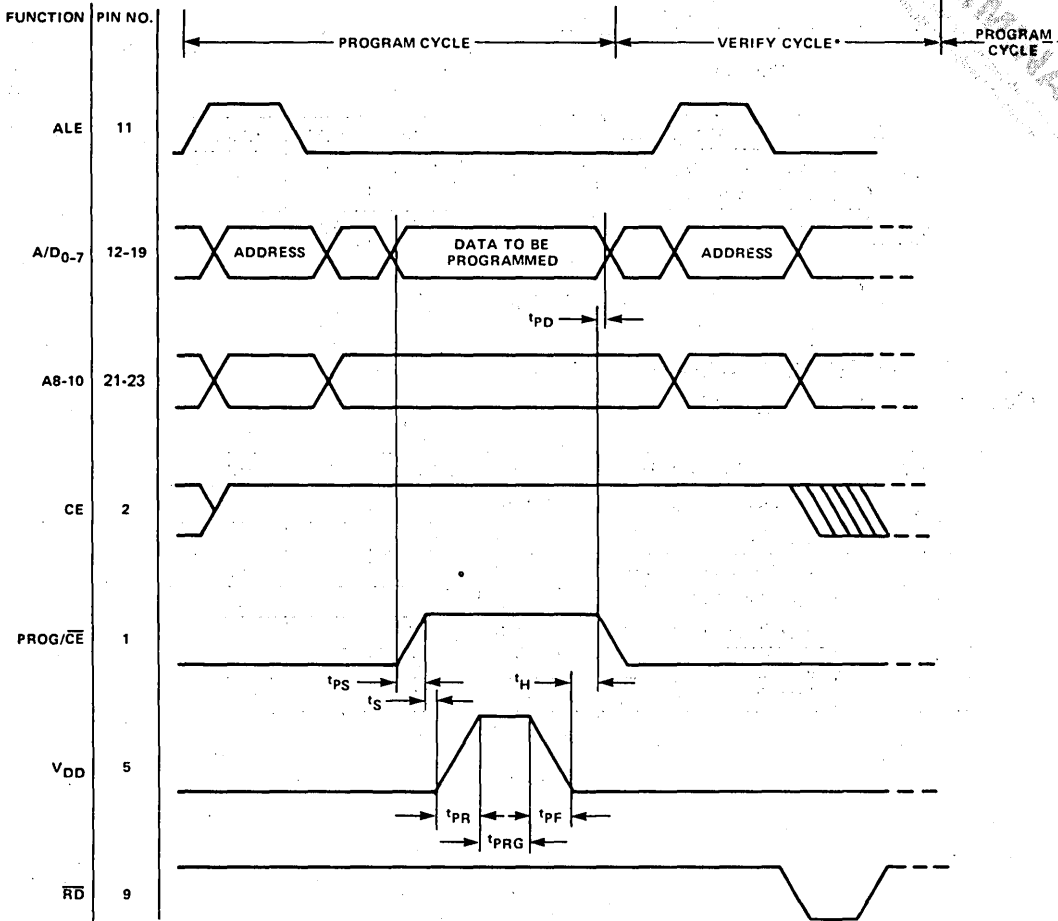 FUNCTION PIN NO.
PROGRAM CYCLE
VERIFY CYCLE*
PROGRAM
CYCLE
ALE 11
A/D0-7 12-19
ADDRESS
DATA TO BE
PROGRAMMED
ADDRESS
tPD
A8-10 21-23
CE 2
PROG/CE 1
tPS
tH
tS
VDD 5
tPR
tPF
tPRG
RD 9